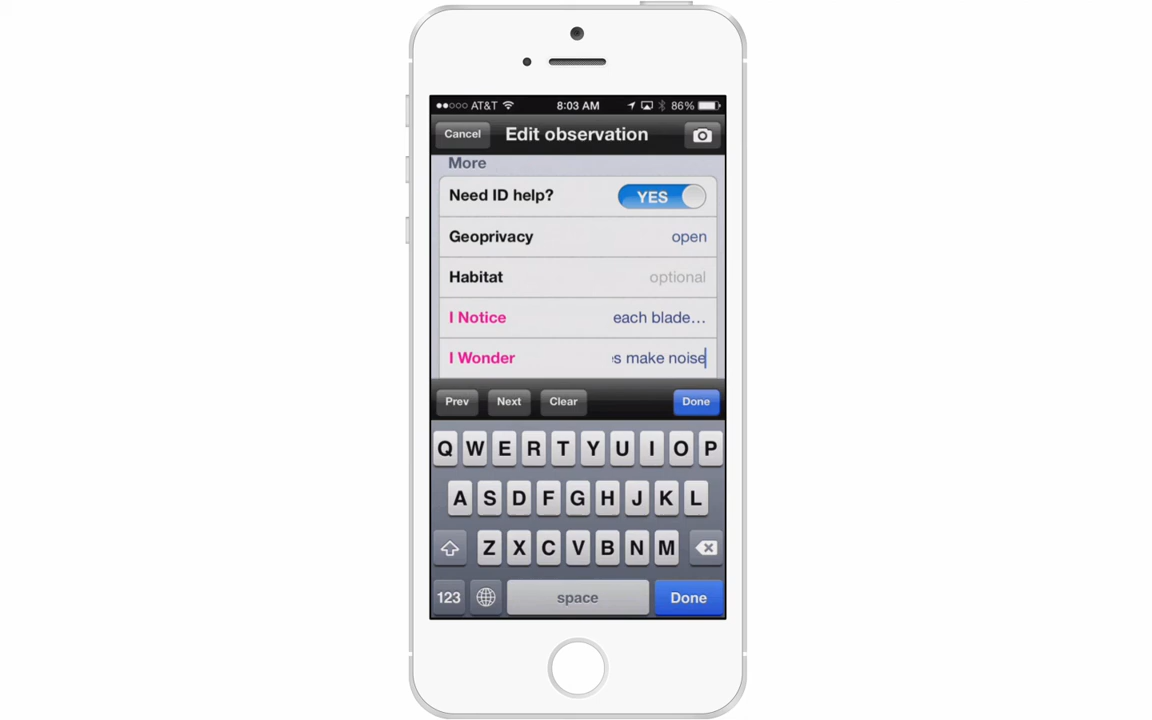 AT&T 8:03 AM 86%
Cancel Edit observation
More
Need ID help? YES
Geoprivacy open
Habitat optional
I Notice each blade...
I Wonder s make noise
Prev Next Clear Done
Q W E R T Y U I O P
A S D F G H J K L
Z X C V B N M
123 space Done